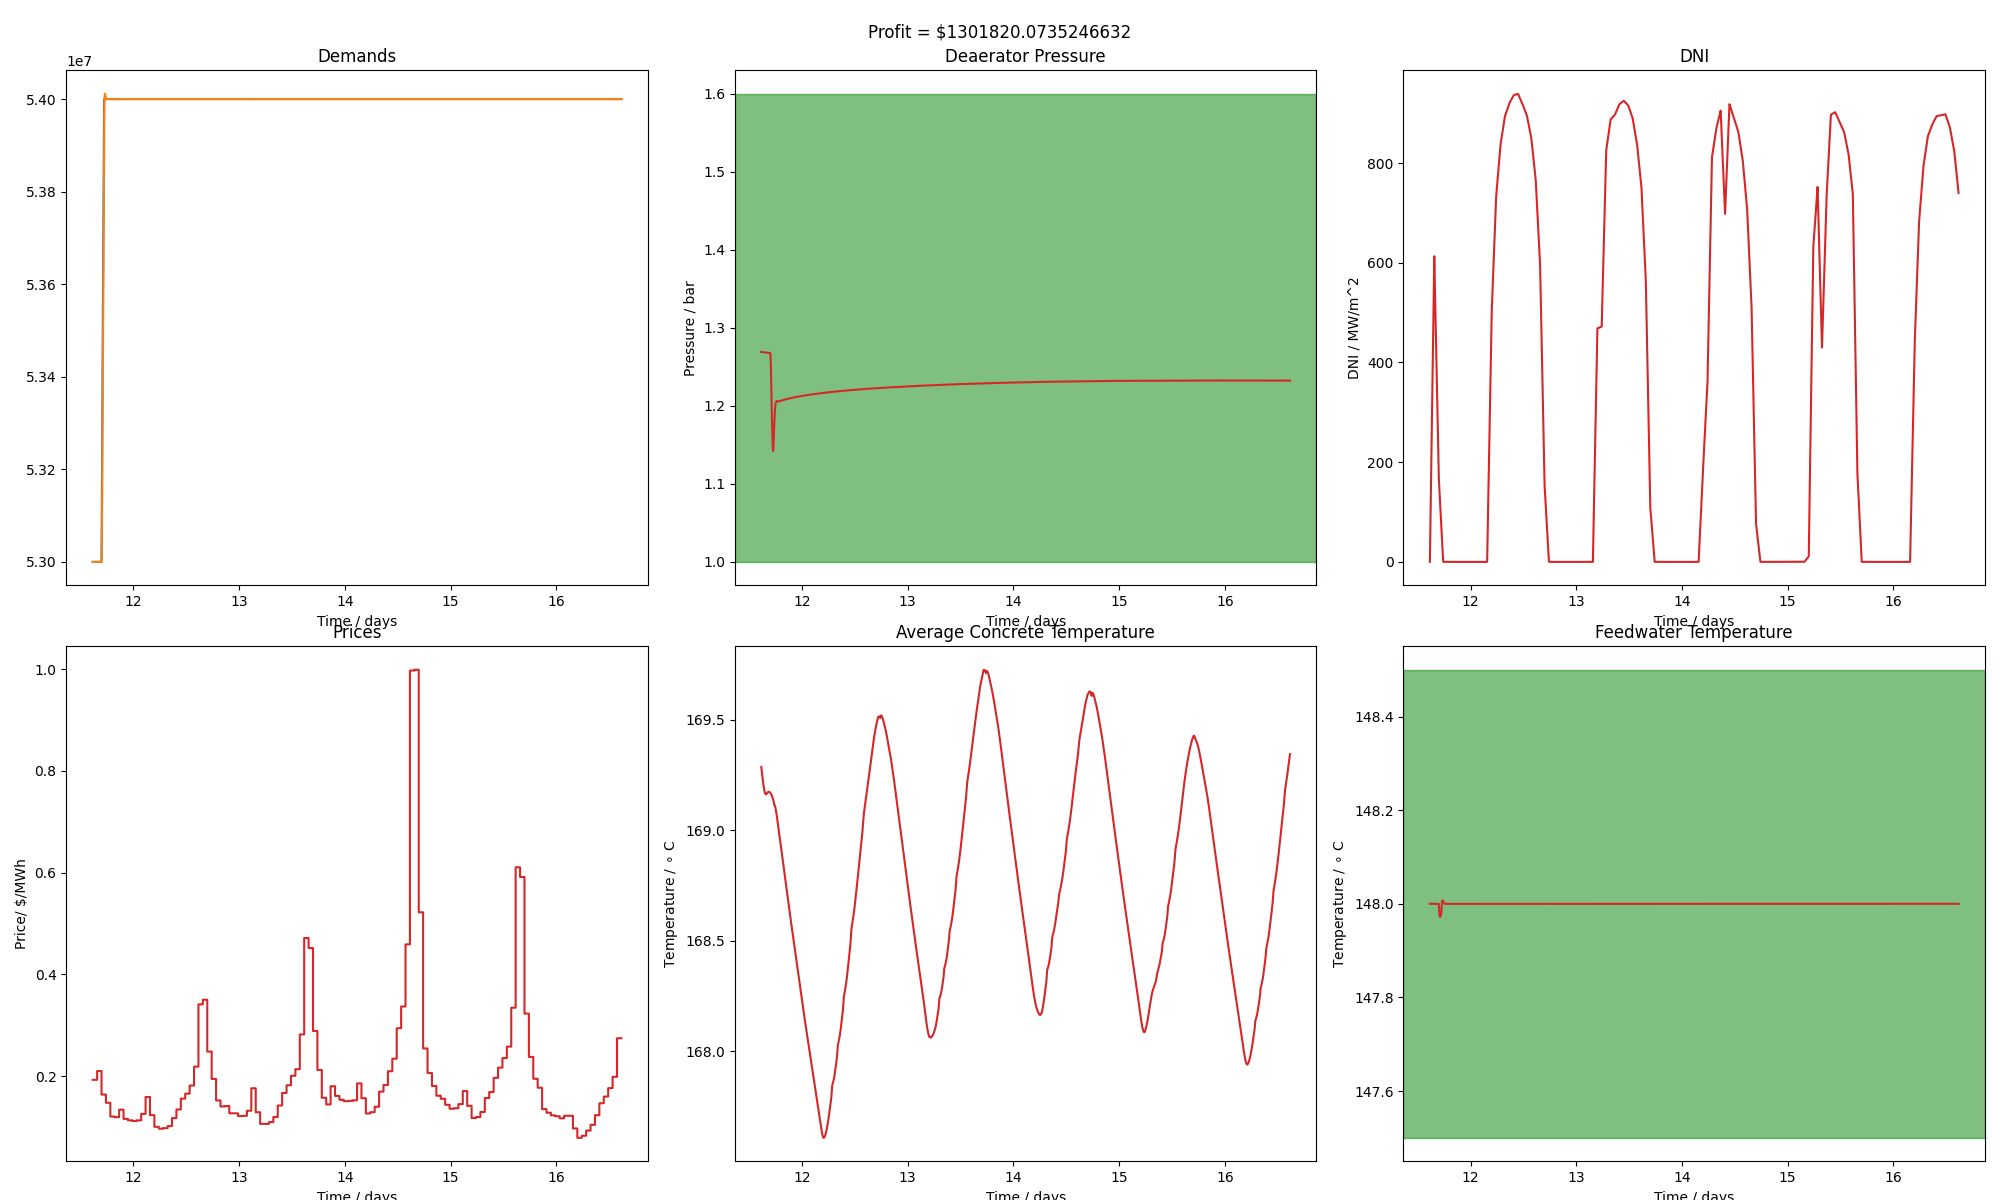 Profit = $1301820.0735246632
Demands
1e7
5.40
5.38
5.36
5.34
5.32
5.30
12 13 14 15 16
Time / days
Deaerator Pressure
Pressure / bar
1.6
1.5
1.4
1.3
1.2
1.1
1.0
12 13 14 15 16
Time / days
DNI
DNI / MW/m^2
800
600
400
200
0
12 13 14 15 16
Time / days
Prices
Price/ $/MWh
1.0
0.8
0.6
0.4
0.2
12 13 14 15 16
Time / days
Average Concrete Temperature
Temperature / ∘ C
169.5
169.0
168.5
168.0
12 13 14 15 16
Time / days
Feedwater Temperature
Temperature / ∘ C
148.4
148.2
148.0
147.8
147.6
12 13 14 15 16
Time / days